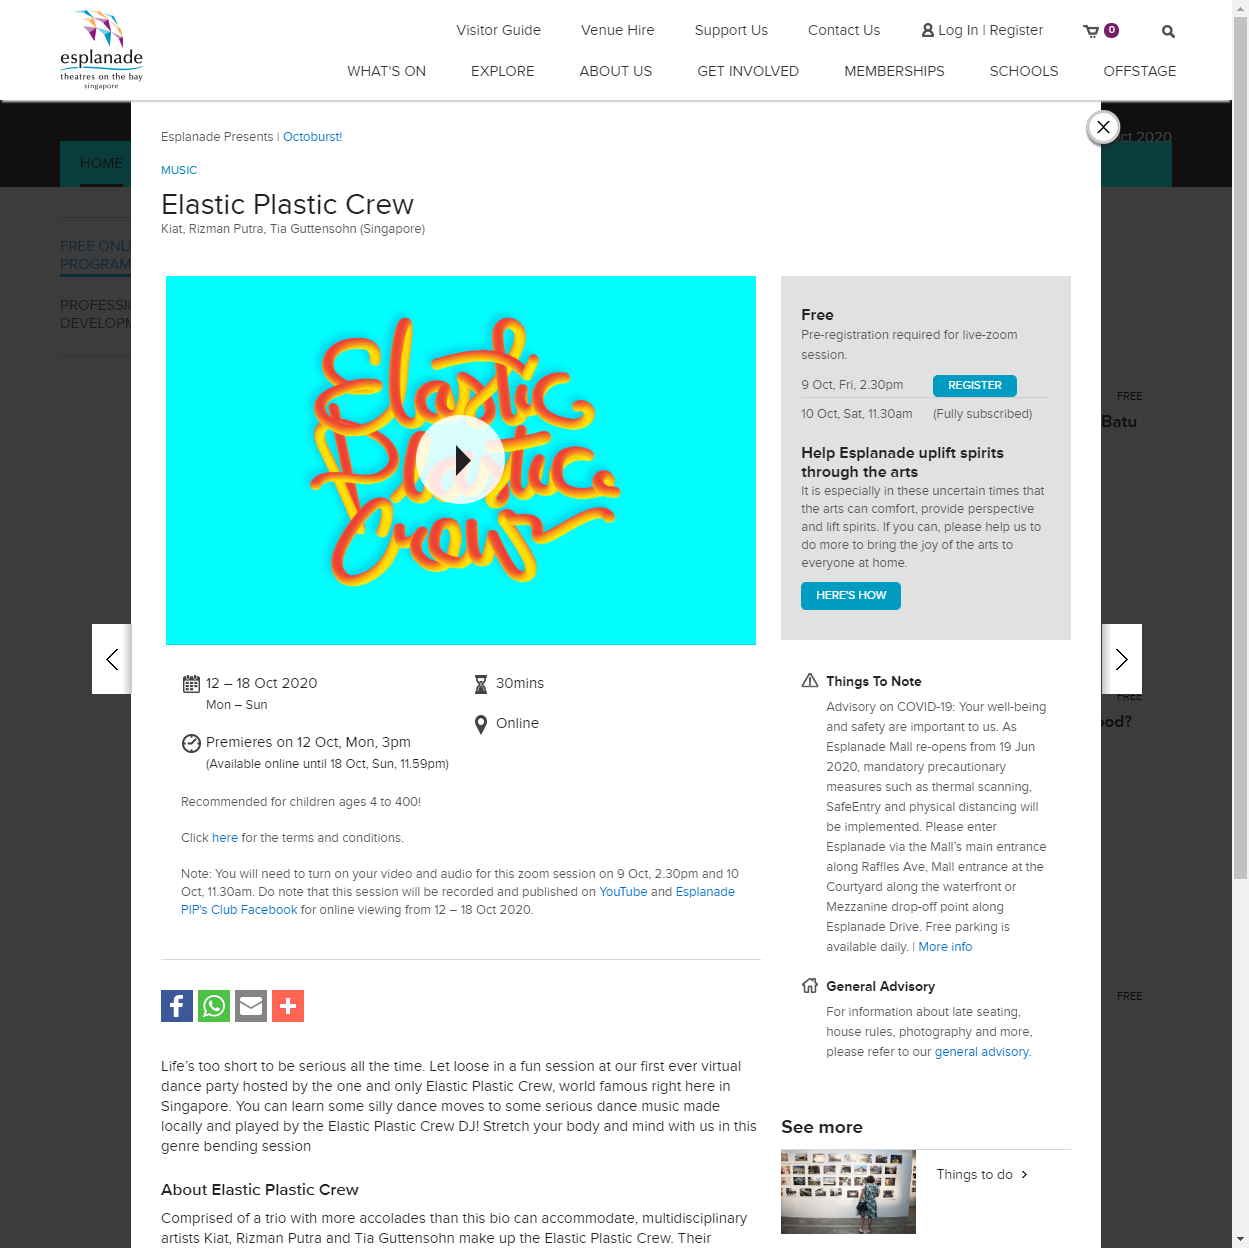 esplanade
theatres on the bay
singapore
Visitor Guide
Venue Hire
Support Us
Contact Us
Log In | Register
0
WHAT'S ON
EXPLORE
ABOUT US
GET INVOLVED
MEMBERSHIPS
SCHOOLS
OFFSTAGE
ct 2020
HOME
FREE ONL
PROGRAM
PROFESSI
DEVELOPM
Esplanade Presents | Octoburst!
MUSIC
Elastic Plastic Crew
Kiat, Rizman Putra, Tia Guttensohn (Singapore)
Elastic
Plastic
Crew
12 – 18 Oct 2020
Mon – Sun
Premieres on 12 Oct, Mon, 3pm
(Available online until 18 Oct, Sun, 11.59pm)
30mins
Online
Recommended for children ages 4 to 400!
Click here for the terms and conditions.
Note: You will need to turn on your video and audio for this zoom session on 9 Oct, 2.30pm and 10
Oct, 11.30am. Do note that this session will be recorded and published on YouTube and Esplanade
PIP's Club Facebook for online viewing from 12 – 18 Oct 2020.
Life's too short to be serious all the time. Let loose in a fun session at our first ever virtual
dance party hosted by the one and only Elastic Plastic Crew, world famous right here in
Singapore. You can learn some silly dance moves to some serious dance music made
locally and played by the Elastic Plastic Crew DJ! Stretch your body and mind with us in this
genre bending session
About Elastic Plastic Crew
Comprised of a trio with more accolades than this bio can accommodate, multidisciplinary
artists Kiat, Rizman Putra and Tia Guttensohn make up the Elastic Plastic Crew. Their
Free
Pre-registration required for live-zoom
session.
9 Oct, Fri, 2.30pm REGISTER
10 Oct, Sat, 11.30am (Fully subscribed)
Help Esplanade uplift spirits
through the arts
It is especially in these uncertain times that
the arts can comfort, provide perspective
and lift spirits. If you can, please help us to
do more to bring the joy of the arts to
everyone at home.
HERE'S HOW
Things To Note
Advisory on COVID-19: Your well-being
and safety are important to us. As
Esplanade Mall re-opens from 19 Jun
2020, mandatory precautionary
measures such as thermal scanning,
SafeEntry and physical distancing will
be implemented. Please enter
Esplanade via the Mall's main entrance
along Raffles Ave, Mall entrance at the
Courtyard along the waterfront or
Mezzanine drop-off point along
Esplanade Drive. Free parking is
available daily. | More info
General Advisory
For information about late seating,
house rules, photography and more,
please refer to our general advisory.
See more
Things to do
FREE
Batu
FREE
ood?
FREE